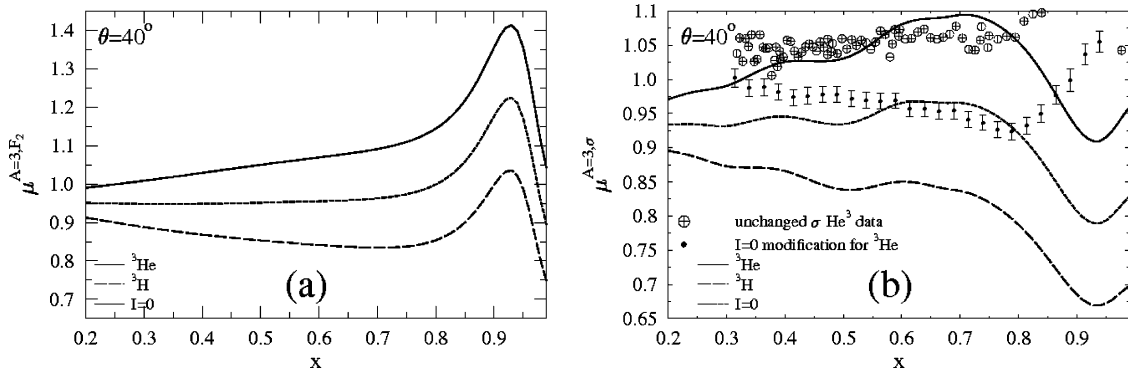 θ=40°
1.4
1.3
1.2
1.1
1.0
0.9
0.8
0.7
μ^A=3,F₂
³He
³H
I=0
(a)
0.2 0.3 0.4 0.5 0.6 0.7 0.8 0.9
x
θ=40°
1.1
1.05
1.0
0.95
0.9
0.85
0.8
0.75
0.7
0.65
μ^A=3,σ
unchanged σ He³ data
I=0 modification for ³He
³He
³H
I=0
(b)
0.2 0.3 0.4 0.5 0.6 0.7 0.8 0.9
x